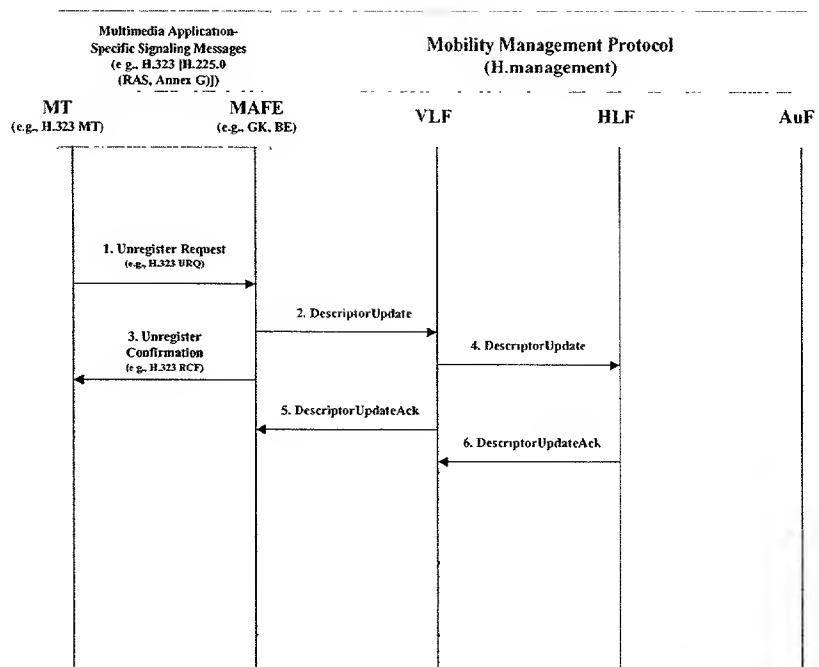 Multimedia Application-
Specific Signaling Messages
(e g., H.323 [H.225.0
(RAS, Annex G)])
Mobility Management Protocol
(H.management)
MT
(e.g., H.323 MT)
MAFE
(e.g., GK, BE)
VLF
HLF
AuF
1. Unregister Request
(e.g., H.323 URQ)
2. DescriptorUpdate
3. Unregister
Confirmation
(e g., H.323 RCF)
4. DescriptorUpdate
5. DescriptorUpdateAck
6. DescriptorUpdateAck